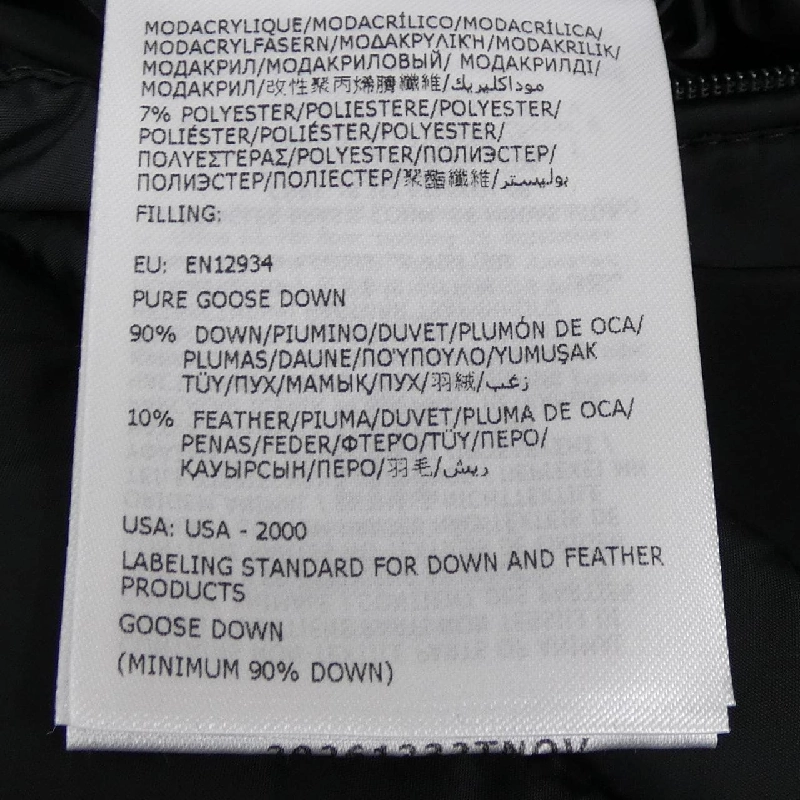 MODACRYLIQUE/MODACRÍLICO/MODACRÍLICA/
MODACRYLFASERN/ΜΟΔΑΚΡΥΛΙΚΉ/MODAKRILIK/
МОДАКРИЛ/МОДАКРИЛОВЫЙ/ МОДАКРИЛДІ/
МОДАКРИЛ/改性聚丙烯腈纖維/موداكليريك
7% POLYESTER/POLIESTERE/POLYESTER/
POLIÉSTER/POLIÉSTER/POLYESTER/
ΠΟΛΥΕΣΤΕΡΑΣ/POLYESTER/ПОЛИЭСТЕР/
ПОЛИЭСТЕР/ПОЛІЕСТЕР/聚酯纖維/بوليستر
FILLING:
EU: EN12934
PURE GOOSE DOWN
90% DOWN/PIUMINO/DUVET/PLUMÓN DE OCA/
PLUMAS/DAUNE/ΠΟΎΠΟΥΛΟ/YUMUŞAK
TÜY/ПУХ/МАМЫҚ/ПУХ/羽絨/زغب
10% FEATHER/PIUMA/DUVET/PLUMA DE OCA/
PENAS/FEDER/ΦΤΕΡΌ/TÜY/ПЕРО/
ҚАУЫРСЫН/ПЕРО/羽毛/ريش
USA: USA - 2000
LABELING STANDARD FOR DOWN AND FEATHER
PRODUCTS
GOOSE DOWN
(MINIMUM 90% DOWN)